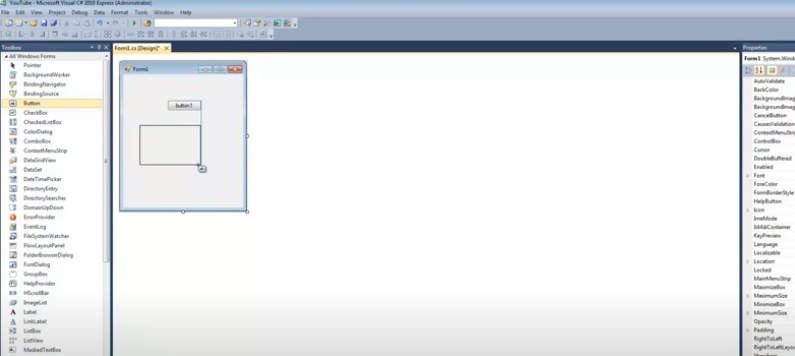 YouTube - Microsoft Visual C# 2010 Express (Administrator)
File Edit View Project Debug Data Format Tools Window Help
Toolbox
Form1.cs [Design]*
Properties
All Windows Forms
Pointer
BackgroundWorker
BindingNavigator
BindingSource
Button
CheckBox
CheckedListBox
ColorDialog
ComboBox
ContextMenuStrip
DataGridView
DataSet
DateTimePicker
DirectoryEntry
DirectorySearcher
DomainUpDown
ErrorProvider
EventLog
FileSystemWatcher
FlowLayoutPanel
FolderBrowserDialog
FontDialog
GroupBox
HelpProvider
HScrollBar
ImageList
Label
LinkLabel
ListBox
ListView
MaskedTextBox
Form1
button1
Form1 System.Wind
AutoValidate
BackColor
BackgroundImag
BackgroundImag
CancelButton
CausesValidation
ContextMenuStrip
ControlBox
Cursor
DoubleBuffered
Enabled
Font
ForeColor
FormBorderStyle
HelpButton
Icon
ImeMode
IsMdiContainer
KeyPreview
Language
Localizable
Location
Locked
MainMenuStrip
MaximizeBox
MaximumSize
MinimizeBox
MinimumSize
Opacity
Padding
RightToLeft
RightToLeftLayou